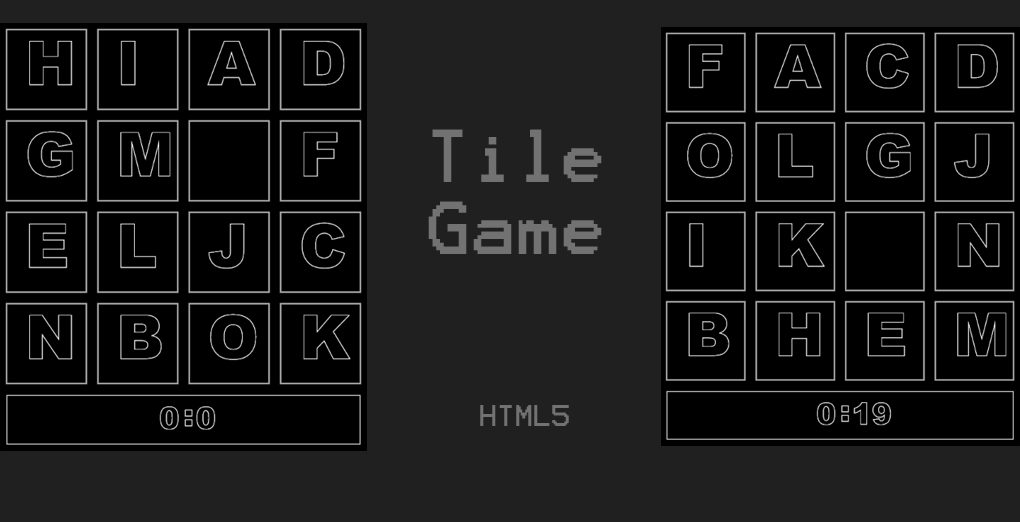 H I A D
G M F
E L J C
N B O K
0:0
Tile
Game
HTML5
F A C D
O L G J
I K N
B H E M
0:19